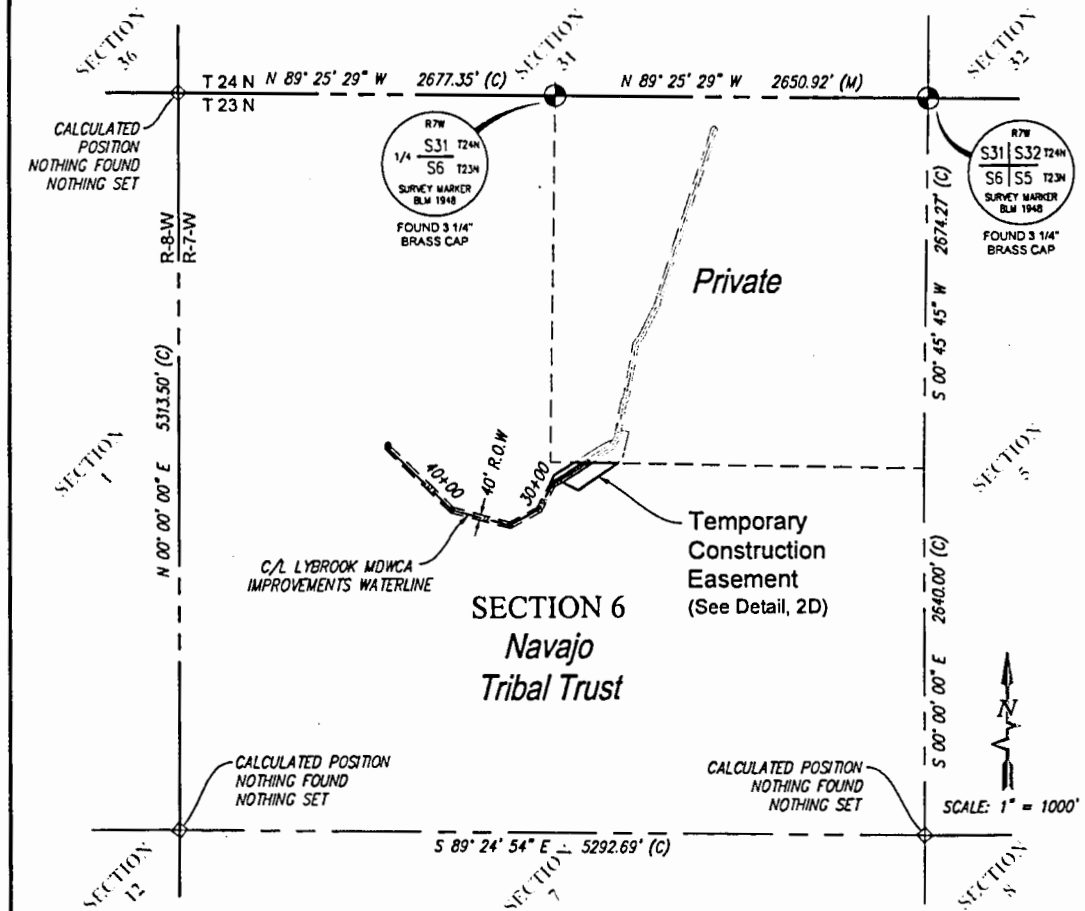 SECTION
36
SECTION
31
SECTION
32
T 24 N
N 89° 25' 29" W 2677.35' (C)
N 89° 25' 29" W 2650.92' (M)
T 23 N
CALCULATED
POSITION
NOTHING FOUND
NOTHING SET
R7W
1/4 S31 T24N
S6 T23N
SURVEY MARKER
BLM 1948
FOUND 3 1/4"
BRASS CAP
R7W
S31 S32 T24N
S6 S5 T23N
SURVEY MARKER
BLM 1948
FOUND 3 1/4"
BRASS CAP
R-8-W
R-7-W
Private
S 00° 45' 45" W 2674.27' (C)
N 00° 00' 00" E 5313.50' (C)
SECTION
1
SECTION
5
40+00
40' R.O.W
30+00
C/L LYBROOK MDWCA
IMPROVEMENTS WATERLINE
Temporary
Construction
Easement
(See Detail, 2D)
SECTION 6
Navajo
Tribal Trust
S 00° 00' 00" E 2640.00' (C)
N
CALCULATED POSITION
NOTHING FOUND
NOTHING SET
CALCULATED POSITION
NOTHING FOUND
NOTHING SET
SCALE: 1" = 1000'
S 89° 24' 54" E 5292.69' (C)
SECTION
12
SECTION
7
SECTION
8